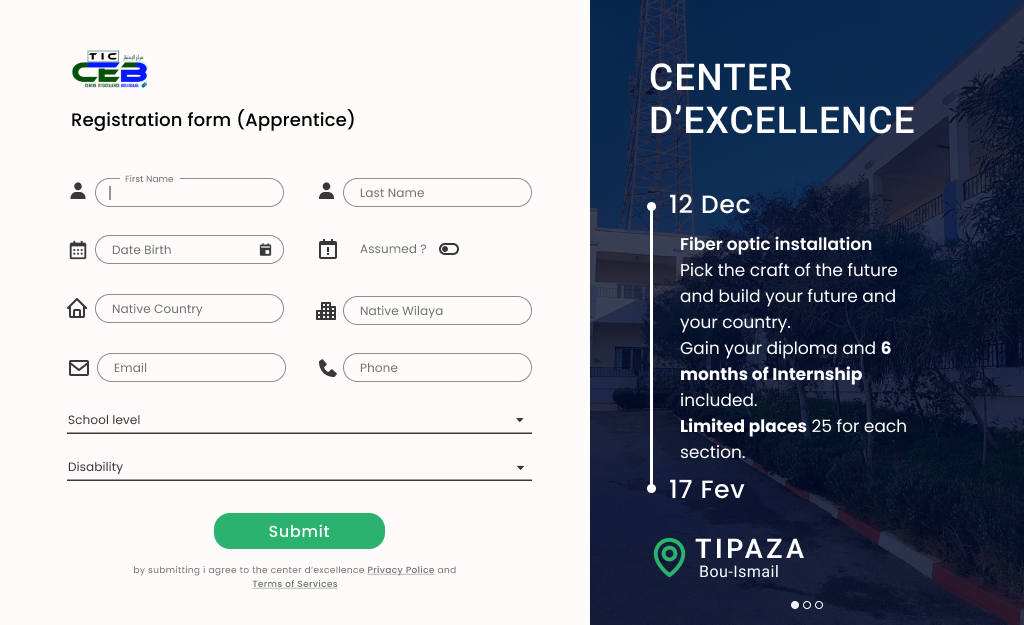 TIC
مركز الإمتياز
CEB
CENTRE D'EXCELLENCE BOU ISMAIL
Registration form (Apprentice)
First Name
Last Name
Date Birth
Assumed ?
Native Country
Native Wilaya
Email
Phone
School level
Disability
Submit
by submitting i agree to the center d'excellence Privacy Police and
Terms of Services
CENTER
D’EXCELLENCE
12 Dec
Fiber optic installation
Pick the craft of the future
and build your future and
your country.
Gain your diploma and 6
months of Internship
included.
Limited places 25 for each
section.
17 Fev
TIPAZA
Bou-Ismail